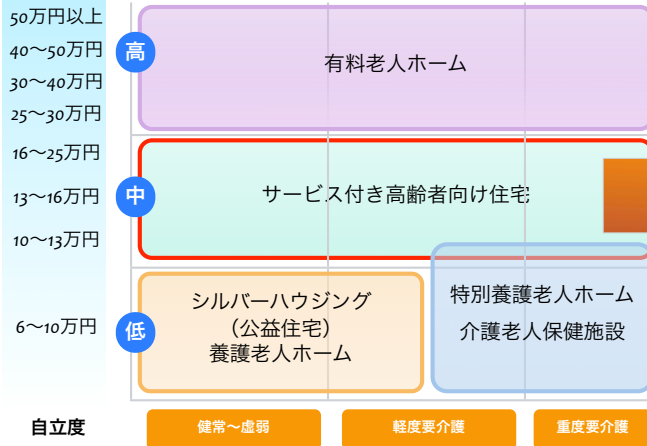 50万円以上
40〜50万円
30〜40万円
25〜30万円
高
有料老人ホーム
16〜25万円
13〜16万円
10〜13万円
中
サービス付き高齢者向け住宅
6〜10万円
低
シルバーハウジング
（公益住宅）
養護老人ホーム
特別養護老人ホーム
介護老人保健施設
自立度
健常〜虚弱
軽度要介護
重度要介護